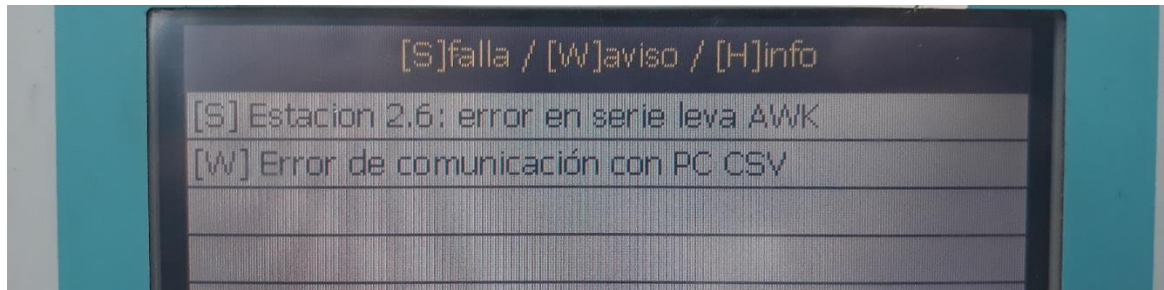 [S]falla / [W]aviso / [H]info
[S] Estacion 2.6: error en serie leva AWK
[W] Error de comunicación con PC CSV